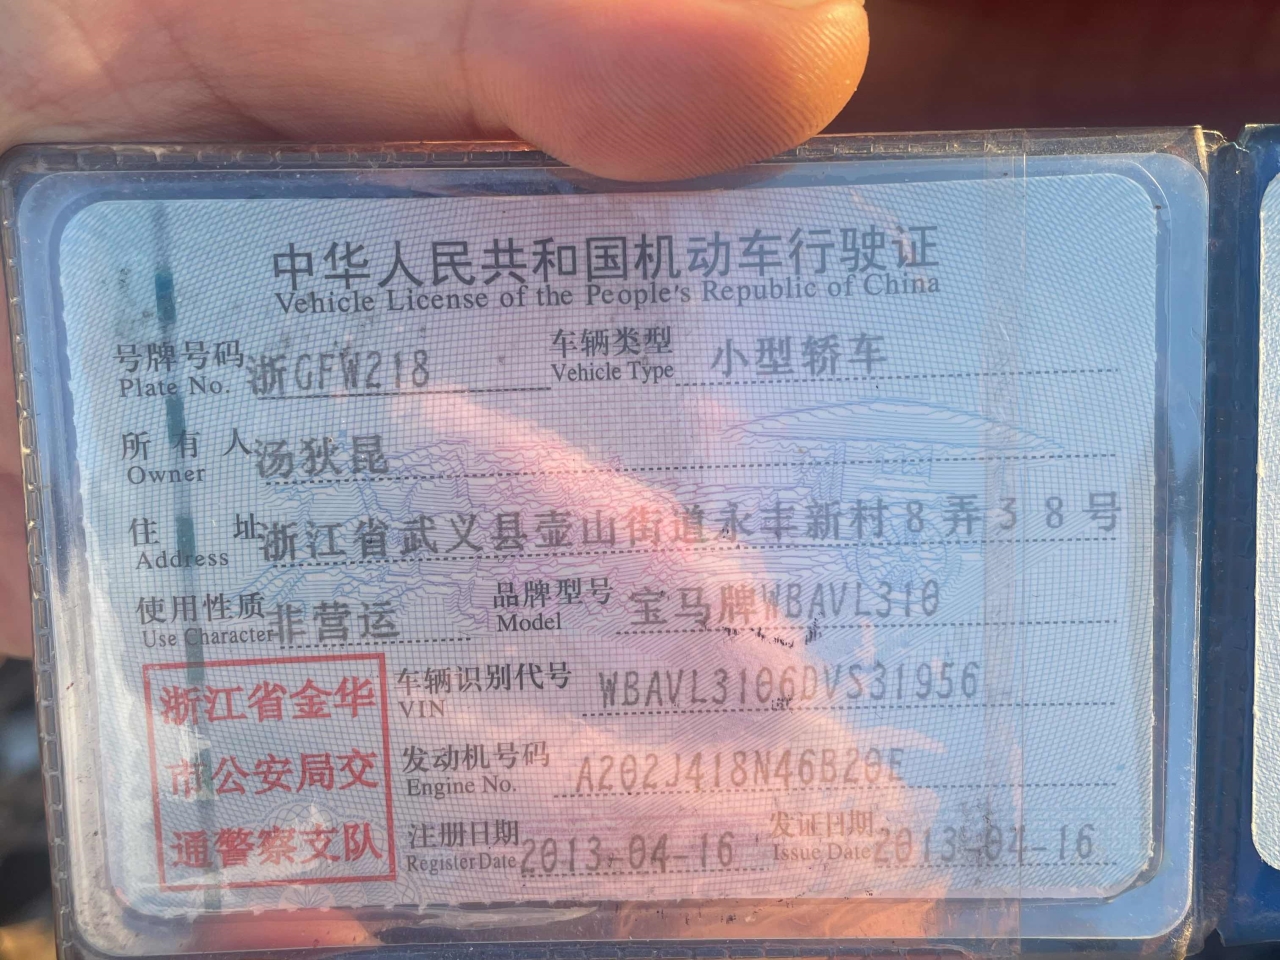 中华人民共和国机动车行驶证
Vehicle License of the People's Republic of China
号牌号码 浙GFW218 车辆类型 小型轿车
Plate No. Vehicle Type
所有人 汤狄昆
Owner
住址 浙江省武义县壶山街道永丰新村8弄38号
Address
使用性质 非营运 品牌型号 宝马牌WBAVL310
Use Character Model
浙江省金华
市公安局交
通警察支队
车辆识别代号 WBAVL3106DVS31956
VIN
发动机号码 A202J418N46B20E
Engine No.
注册日期 2013-04-16 发证日期 2013-04-16
Register Date Issue Date